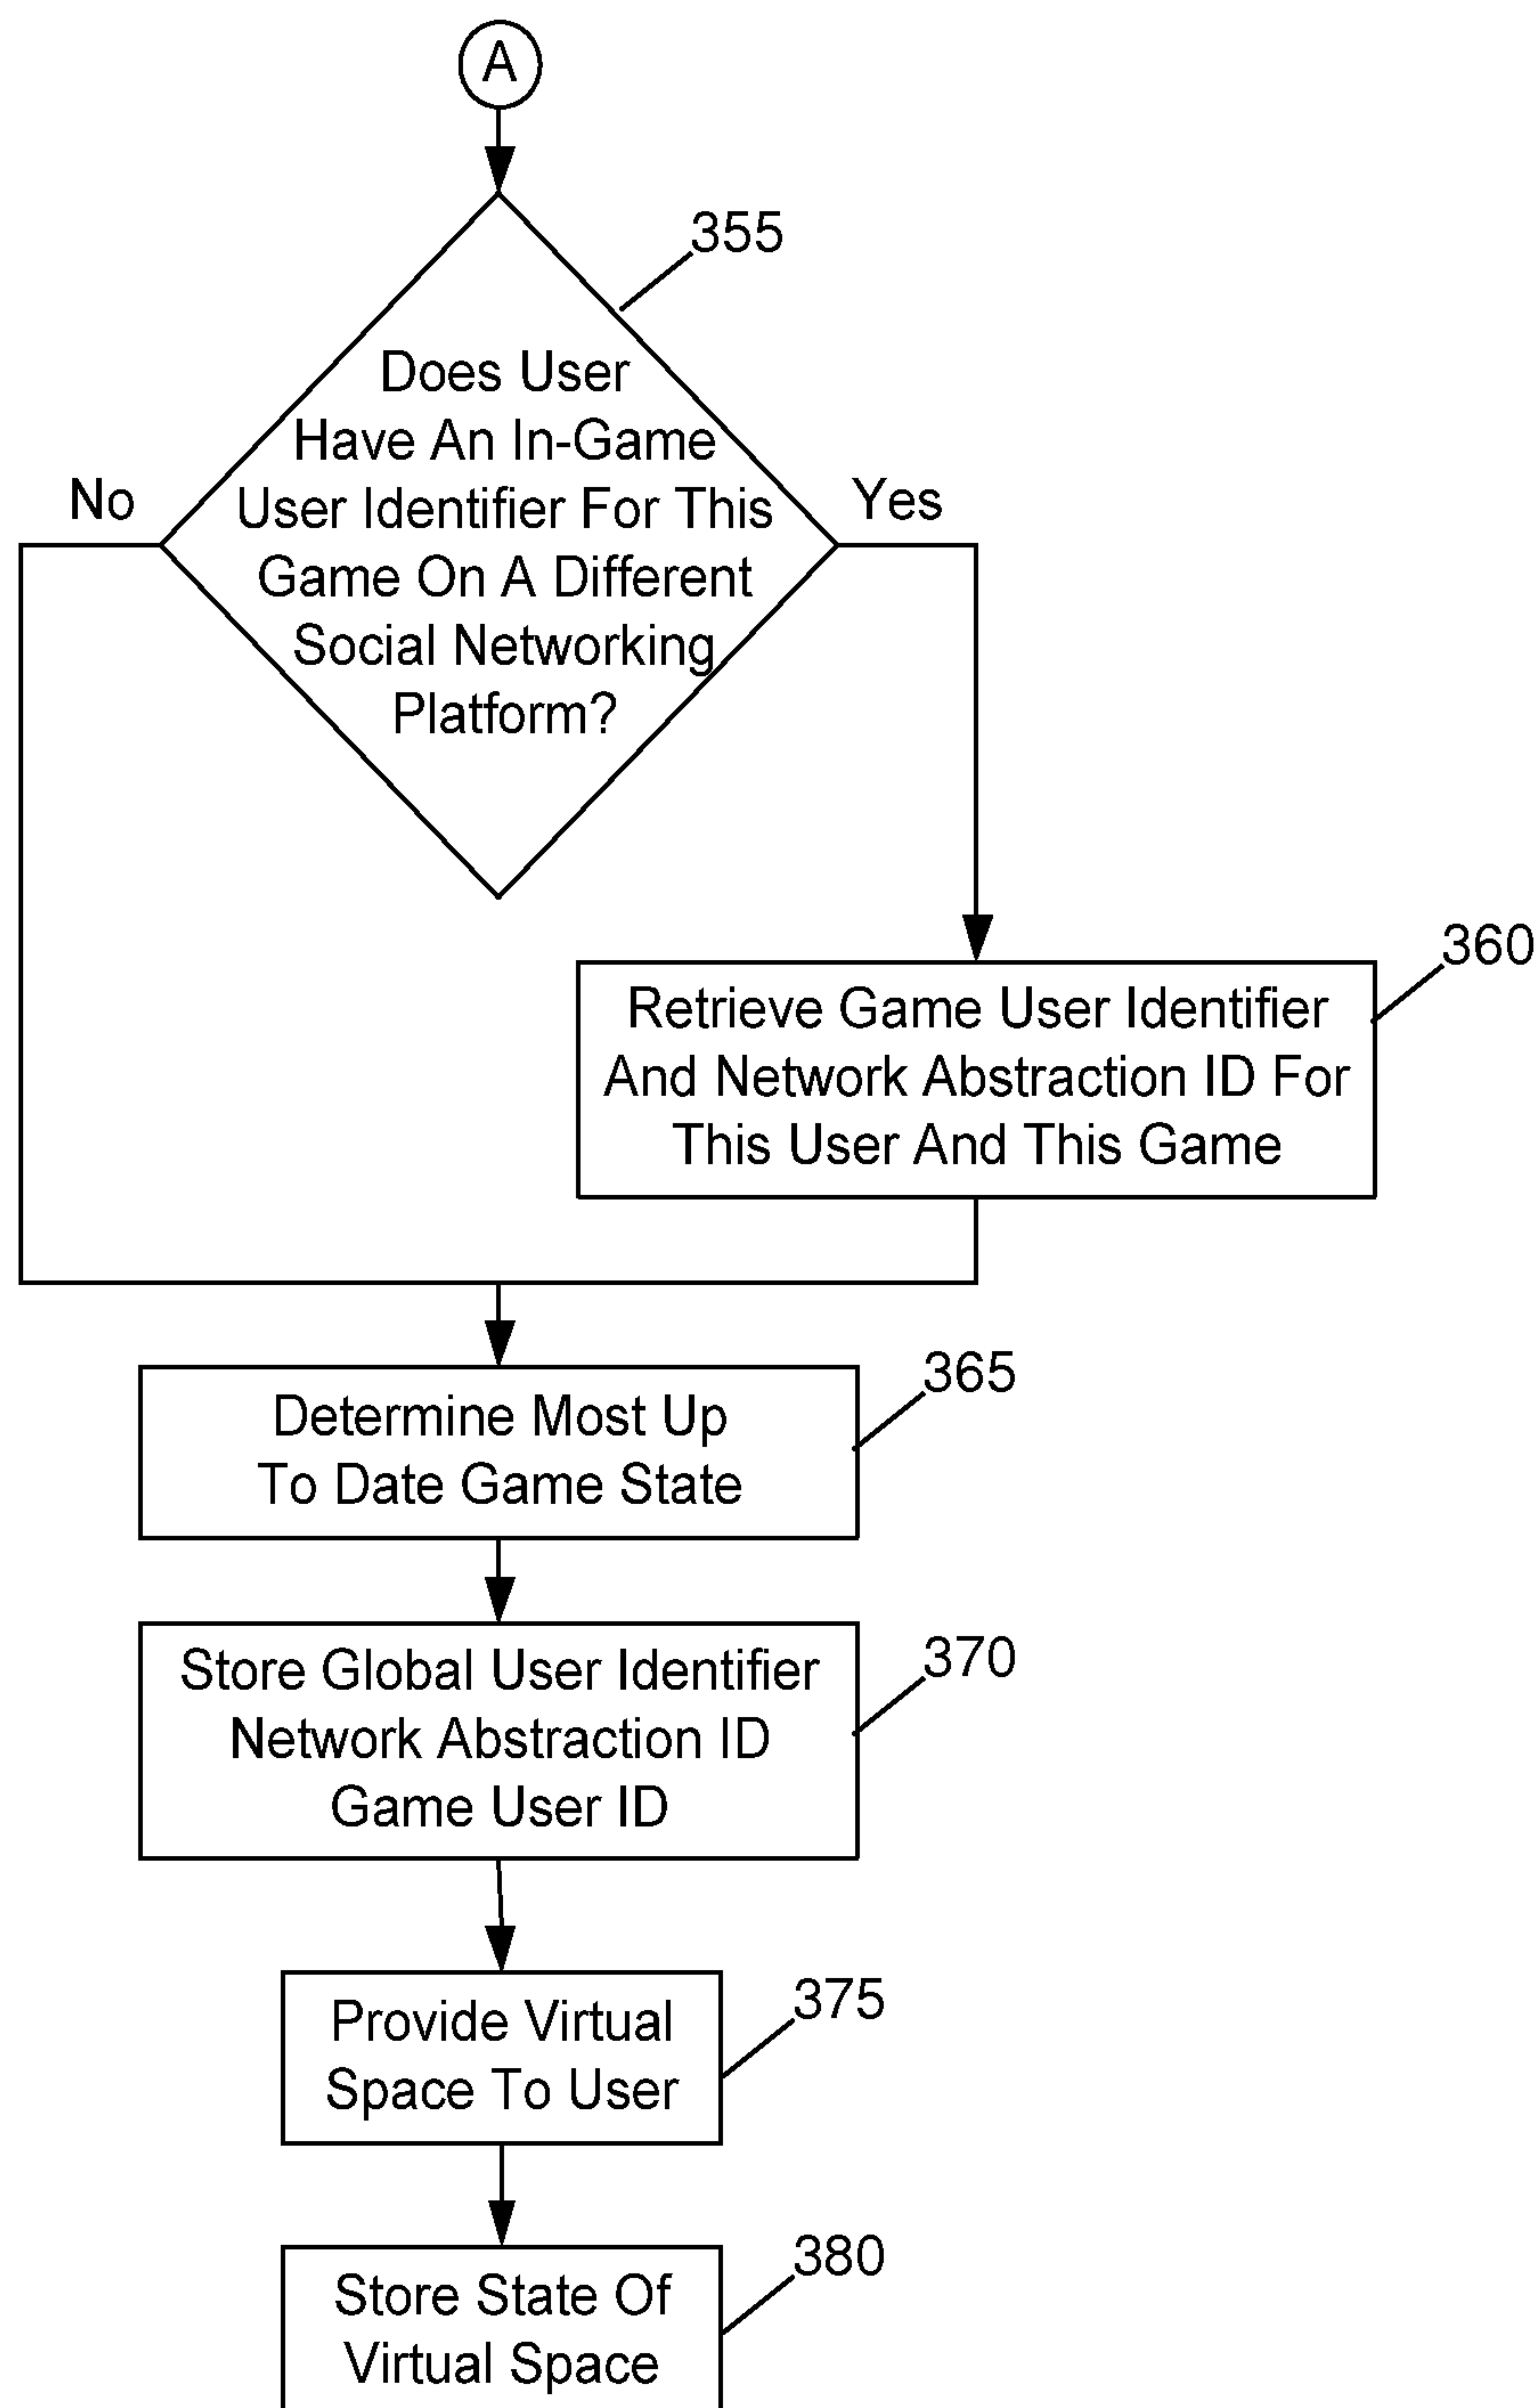 A
355
Does User
Have An In-Game
User Identifier For This
Game On A Different
Social Networking
Platform?
No
Yes
360
Retrieve Game User Identifier
And Network Abstraction ID For
This User And This Game
365
Determine Most Up
To Date Game State
370
Store Global User Identifier
Network Abstraction ID
Game User ID
375
Provide Virtual
Space To User
380
Store State Of
Virtual Space